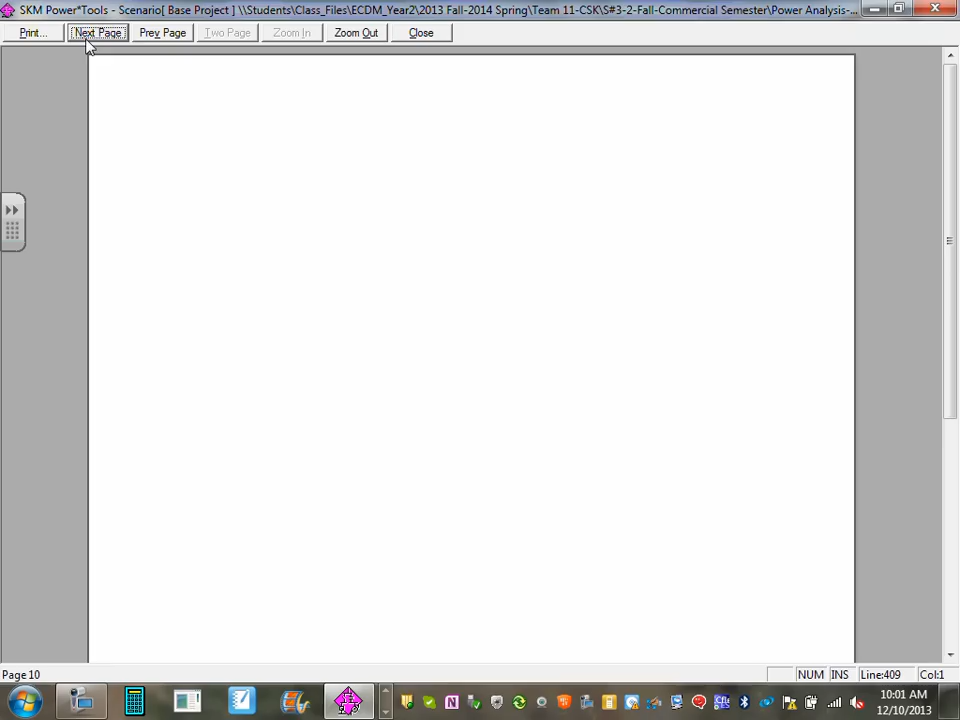 SKM Power*Tools - Scenario[ Base Project ] \\Students\Class_Files\ECDM_Year2\2013 Fall-2014 Spring\Team 11-CSK\S#3-2-Fall-Commercial Semester\Power Analysis-...
Print... Next Page Prev Page Two Page Zoom In Zoom Out Close
Page 10 NUM INS Line:409 Col:1
10:01 AM
12/10/2013